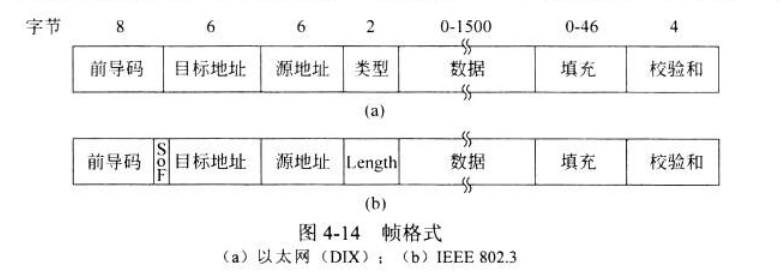 字节 8 6 6 2 0-1500 0-46 4
前导码 目标地址 源地址 类型 数据 填充 校验和
(a)
前导码 SoF 目标地址 源地址 Length 数据 填充 校验和
(b)
图 4-14 帧格式
(a)以太网(DIX);(b)IEEE 802.3